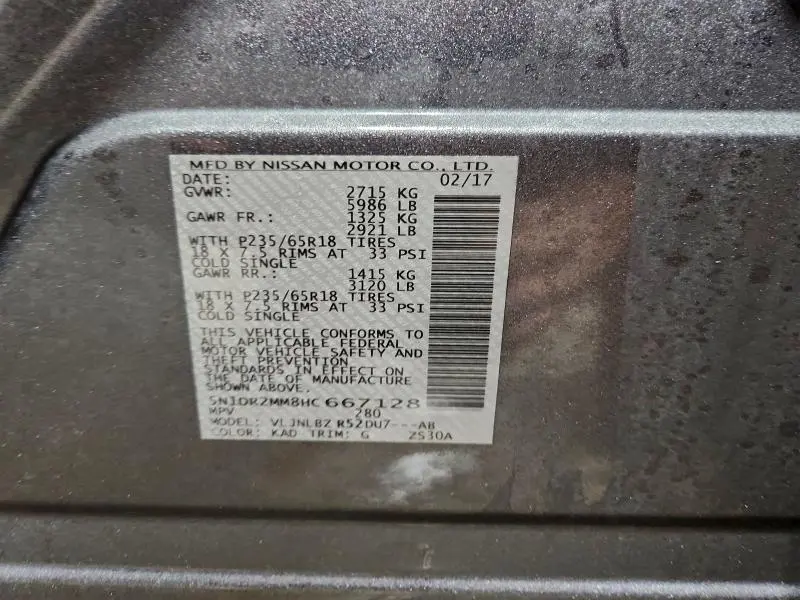 MFD BY NISSAN MOTOR CO., LTD.
DATE: 02/17
GVWR: 2715 KG
5986 LB
GAWR FR.: 1325 KG
2921 LB
WITH P235/65R18 TIRES
18 X 7.5 RIMS AT 33 PSI
COLD SINGLE
GAWR RR.: 1415 KG
3120 LB
WITH P235/65R18 TIRES
18 X 7.5 RIMS AT 33 PSI
COLD SINGLE
THIS VEHICLE CONFORMS TO
ALL APPLICABLE FEDERAL
MOTOR VEHICLE SAFETY AND
THEFT PREVENTION
STANDARDS IN EFFECT ON
THE DATE OF MANUFACTURE
SHOWN ABOVE.
5N1DR2MM8HC667128
MPV 280
MODEL: VLJNLBZ R52DU7---AB
COLOR: KAD TRIM: G 2S30A